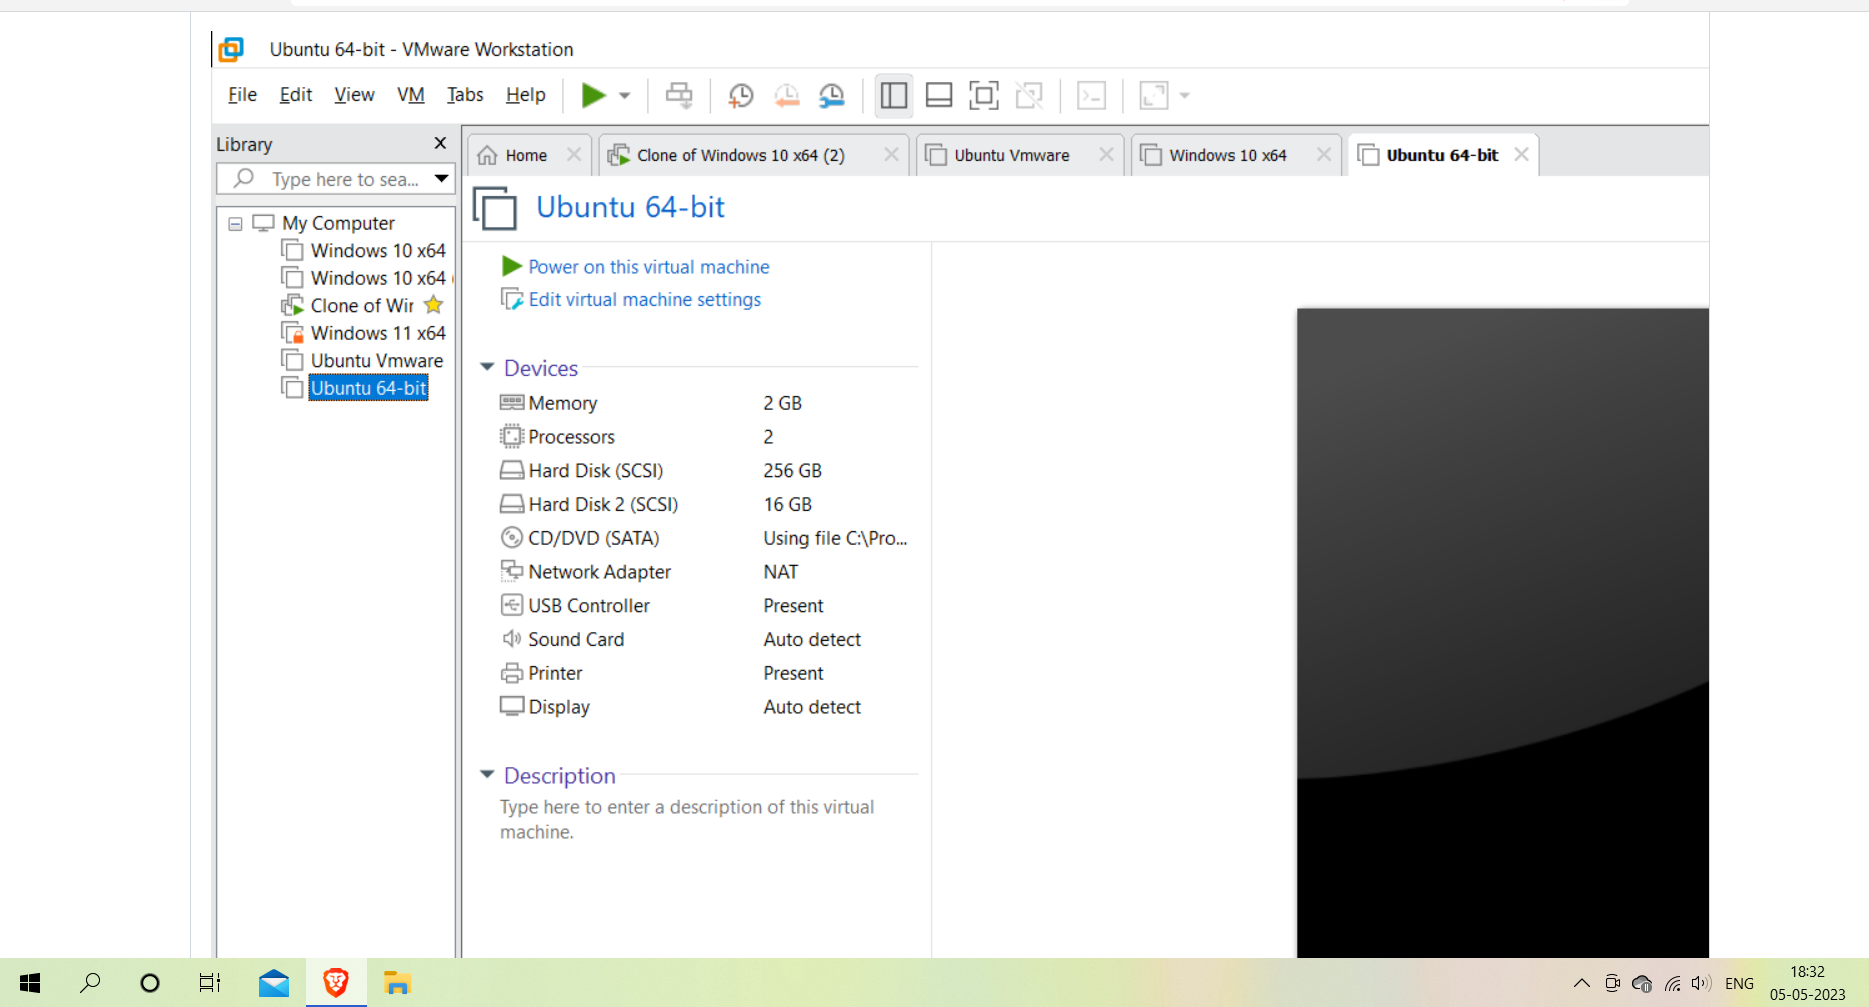 Ubuntu 64-bit - VMware Workstation
File Edit View VM Tabs Help
Library
Type here to sea...
My Computer
Windows 10 x64
Windows 10 x64
Clone of Wir
Windows 11 x64
Ubuntu Vmware
Ubuntu 64-bit
Home
Clone of Windows 10 x64 (2)
Ubuntu Vmware
Windows 10 x64
Ubuntu 64-bit
Ubuntu 64-bit
Power on this virtual machine
Edit virtual machine settings
Devices
Memory 2 GB
Processors 2
Hard Disk (SCSI) 256 GB
Hard Disk 2 (SCSI) 16 GB
CD/DVD (SATA) Using file C:\Pro...
Network Adapter NAT
USB Controller Present
Sound Card Auto detect
Printer Present
Display Auto detect
Description
Type here to enter a description of this virtual
machine.
ENG
18:32
05-05-2023